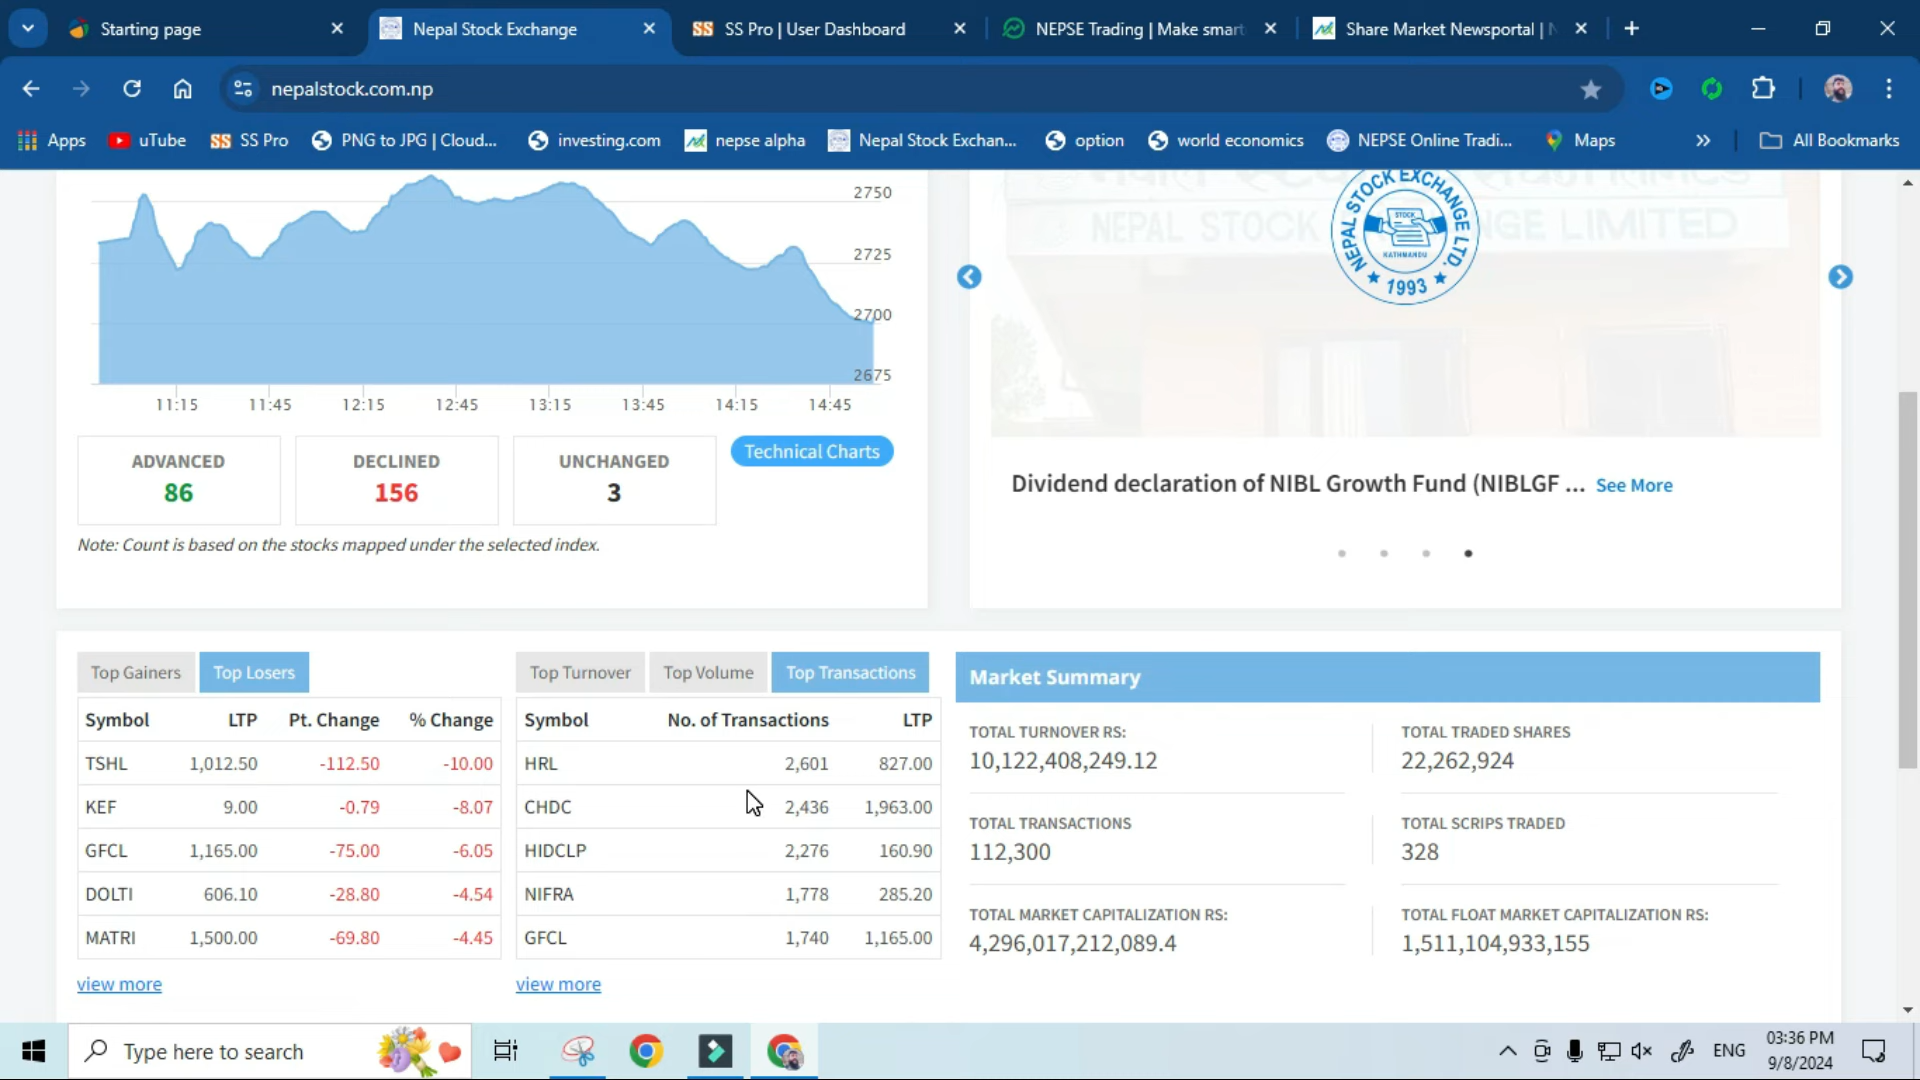 Starting page
Nepal Stock Exchange
SS Pro | User Dashboard
NEPSE Trading | Make smar
Share Market Newsportal |
nepalstock.com.np
Apps
uTube
SS Pro
PNG to JPG | Cloud...
investing.com
nepse alpha
Nepal Stock Exchan...
option
world economics
NEPSE Online Tradi...
Maps
All Bookmarks
2750
2725
2700
2675
11:15 11:45 12:15 12:45 13:15 13:45 14:15 14:45
ADVANCED
86
DECLINED
156
UNCHANGED
3
Technical Charts
Note: Count is based on the stocks mapped under the selected index.
NEPAL STOCK EXCHANGE LIMITED
NEPAL STOCK EXCHANGE LTD.
STOCK
KATHMANDU
1993
Dividend declaration of NIBL Growth Fund (NIBLGF ... See More
Top Gainers Top Losers
Symbol LTP Pt. Change % Change
TSHL 1,012.50 -112.50 -10.00
KEF 9.00 -0.79 -8.07
GFCL 1,165.00 -75.00 -6.05
DOLTI 606.10 -28.80 -4.54
MATRI 1,500.00 -69.80 -4.45
view more
Top Turnover Top Volume Top Transactions
Symbol No. of Transactions LTP
HRL 2,601 827.00
CHDC 2,436 1,963.00
HIDCLP 2,276 160.90
NIFRA 1,778 285.20
GFCL 1,740 1,165.00
view more
Market Summary
TOTAL TURNOVER RS:
10,122,408,249.12
TOTAL TRADED SHARES
22,262,924
TOTAL TRANSACTIONS
112,300
TOTAL SCRIPS TRADED
328
TOTAL MARKET CAPITALIZATION RS:
4,296,017,212,089.4
TOTAL FLOAT MARKET CAPITALIZATION RS:
1,511,104,933,155
Type here to search
ENG
03:36 PM
9/8/2024